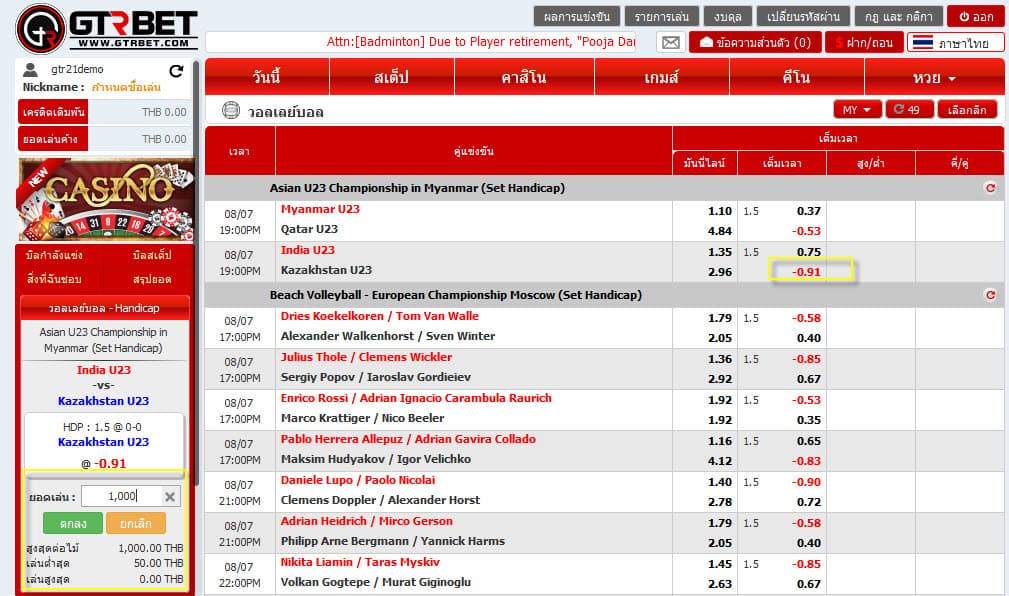 GTRBET
WWW.GTRBET.COM
ผลการแข่งขัน รายการเล่น งบดุล เปลี่ยนรหัสผ่าน กฎ และ กติกา ออก
Attn:[Badminton] Due to Player retirement, "Pooja Da
ข้อความส่วนตัว (0) $ ฝาก/ถอน ภาษาไทย
gtr21demo
Nickname : กำหนดชื่อเล่น
เครดิตเดิมพัน THB 0.00
ยอดเล่นค้าง THB 0.00
NEW
CASINO
14 31 9 22 18
บิลกำลังแข่ง บิลสเต็ป
สิ่งที่ฉันชอบ สรุปยอด
วอลเลย์บอล - Handicap
Asian U23 Championship in
Myanmar (Set Handicap)
India U23
-vs-
Kazakhstan U23
HDP : 1.5 @ 0-0
Kazakhstan U23
@ -0.91
ยอดเล่น : 1,000
ตกลง ยกเลิก
สูงสุดต่อไม้ 1,000.00 THB
เล่นต่ำสุด 50.00 THB
เล่นสูงสุด 0.00 THB
วันนี้ สเต็ป คาสิโน เกมส์ คีโน หวย
วอลเลย์บอล MY 49 เลือกลีก
เวลา คู่แข่งขัน เต็มเวลา
มันนี่ไลน์ เต็มเวลา สูง/ต่ำ คี่/คู่
Asian U23 Championship in Myanmar (Set Handicap)
08/07 Myanmar U23 1.10 1.5 0.37
19:00PM Qatar U23 4.84 -0.53
08/07 India U23 1.35 1.5 0.75
19:00PM Kazakhstan U23 2.96 -0.91
Beach Volleyball - European Championship Moscow (Set Handicap)
08/07 Dries Koekelkoren / Tom Van Walle 1.79 1.5 -0.58
17:00PM Alexander Walkenhorst / Sven Winter 2.05 0.40
08/07 Julius Thole / Clemens Wickler 1.36 1.5 -0.85
17:00PM Sergiy Popov / Iaroslav Gordieiev 2.92 0.67
08/07 Enrico Rossi / Adrian Ignacio Carambula Raurich 1.92 1.5 -0.53
17:00PM Marco Krattiger / Nico Beeler 1.92 0.35
08/07 Pablo Herrera Allepuz / Adrian Gavira Collado 1.16 1.5 0.65
17:00PM Maksim Hudyakov / Igor Velichko 4.12 -0.83
08/07 Daniele Lupo / Paolo Nicolai 1.40 1.5 -0.90
21:00PM Clemens Doppler / Alexander Horst 2.78 0.72
08/07 Adrian Heidrich / Mirco Gerson 1.79 1.5 -0.58
21:00PM Philipp Arne Bergmann / Yannick Harms 2.05 0.40
08/07 Nikita Liamin / Taras Myskiv 1.45 1.5 -0.85
22:00PM Volkan Gogtepe / Murat Giginoglu 2.63 0.67